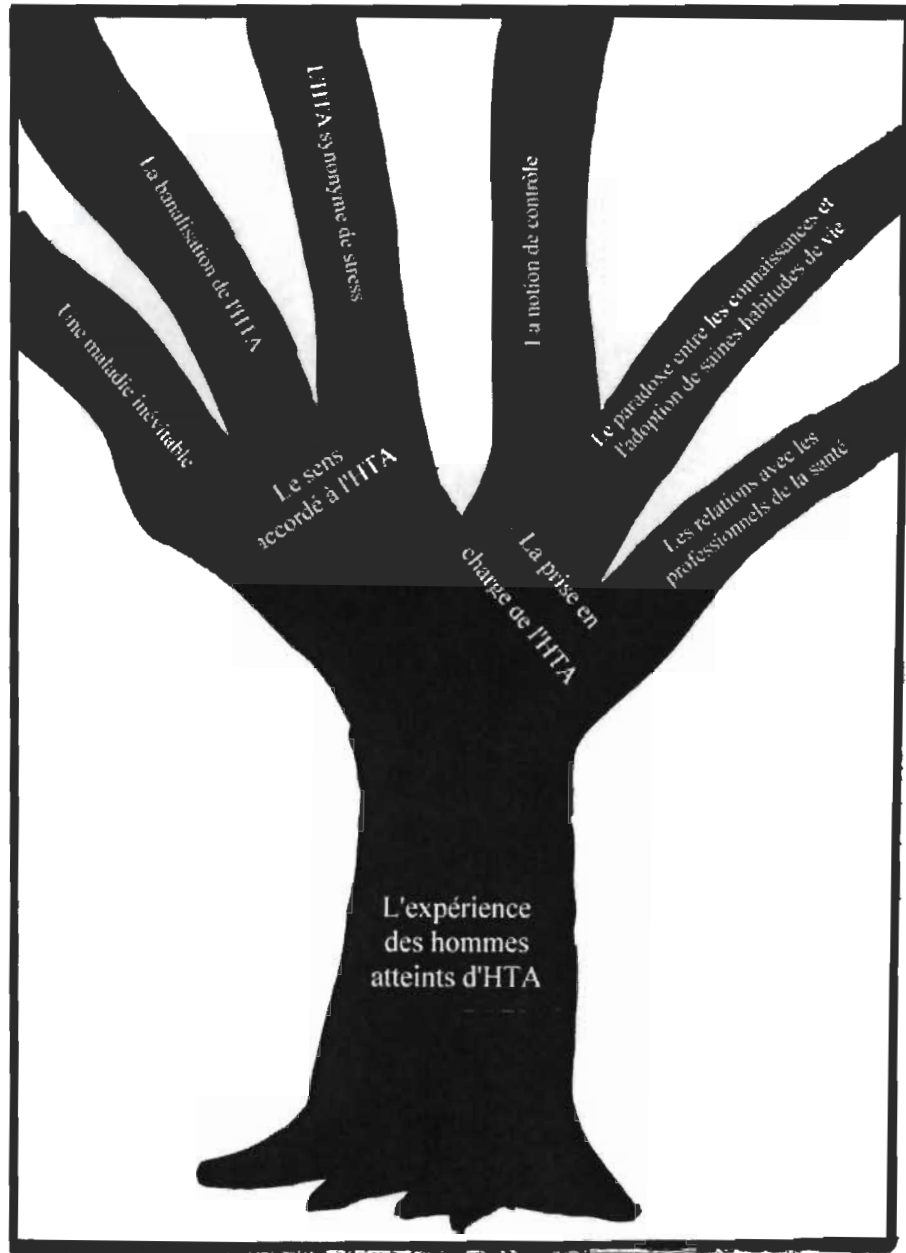 Une maladie inévitable
La banalisation de l'HTA
L'HTA synonyme de stress
La notion de contrôle
Le paradoxe entre les connaissances et
l'adoption de saines habitudes de vie
Les relations avec les
professionnels de la santé
Le sens
accordé à l'HTA
La prise en
charge de l'HTA
L'expérience
des hommes
atteints d'HTA